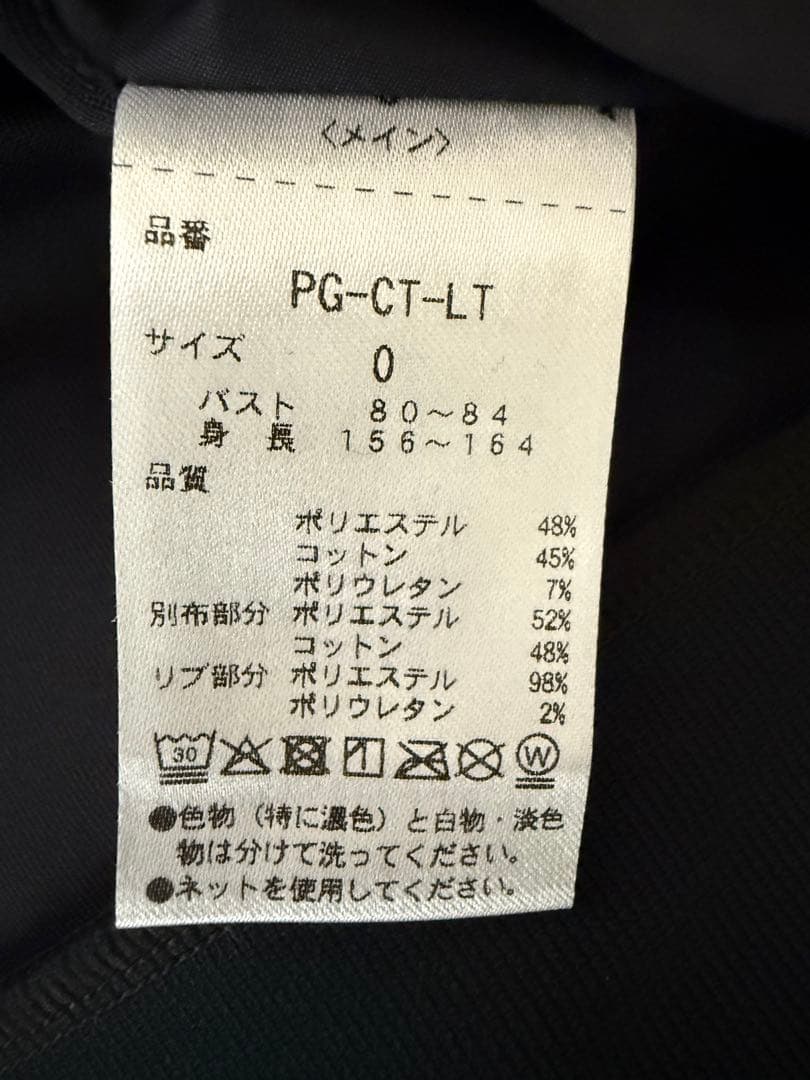 〈メイン〉
品番
PG-CT-LT
サイズ 0
バスト 80～84
身長 156～164
品質
ポリエステル 48%
コットン 45%
ポリウレタン 7%
別布部分 ポリエステル 52%
コットン 48%
リブ部分 ポリエステル 98%
ポリウレタン 2%
30 W
●色物（特に濃色）と白物・淡色
物は分けて洗ってください。
●ネットを使用してください。